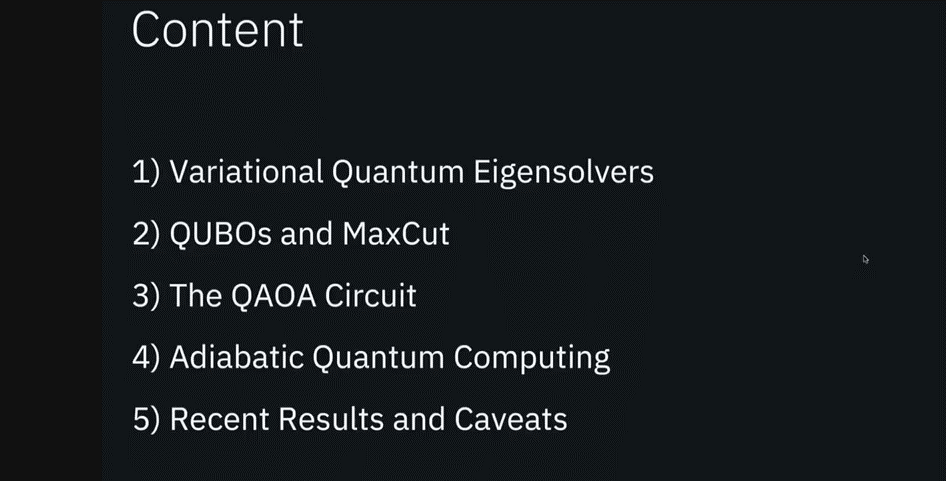 Content
1) Variational Quantum Eigensolvers
2) QUBOs and MaxCut
3) The QAOA Circuit
4) Adiabatic Quantum Computing
5) Recent Results and Caveats